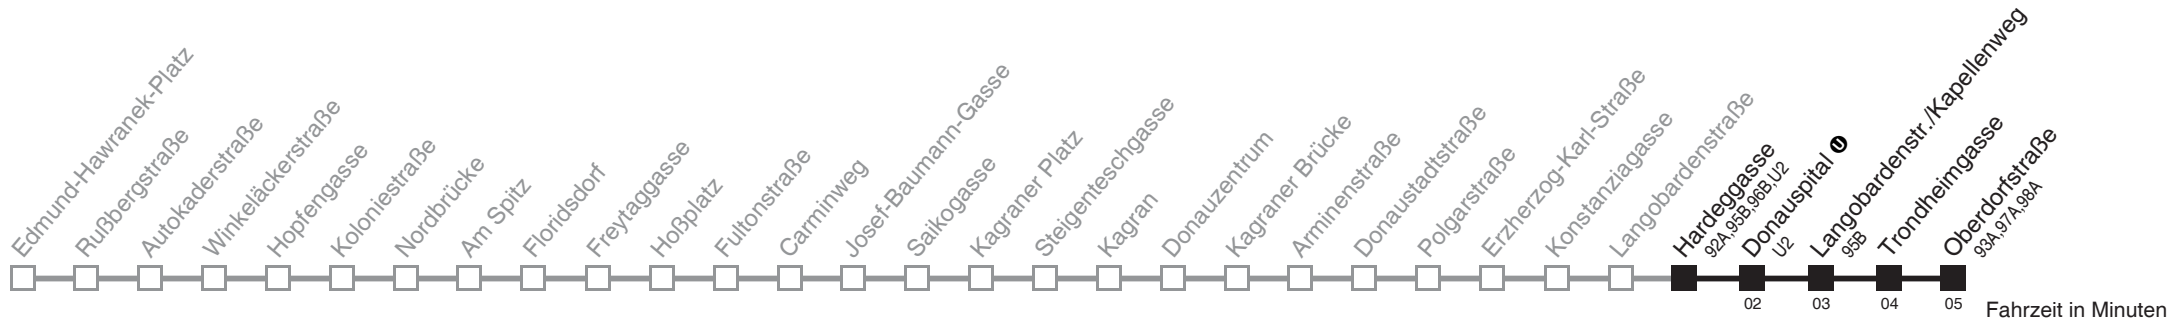 Edmund-Hawranek-Platz
Rußbergstraße
Autokaderstraße
Winkeläckerstraße
Hopfengasse
Koloniestraße
Nordbrücke
Am Spitz
Floridsdorf
Freytaggasse
Hoßplatz
Fultonstraße
Carminweg
Josef-Baumann-Gasse
Saikogasse
Kagraner Platz
Steigenteschgasse
Kagran
Donauzentrum
Kagraner Brücke
Arminenstraße
Donaustadtstraße
Polgarstraße
Erzherzog-Karl-Straße
Konstanziagasse
Langobardenstraße
Hardeggasse
92A,95B,96B,U2
Donauspital U
U2
Langobardenstr./Kapellenweg
95B
Trondheimgasse
Oberdorfstraße
93A,97A,98A
02
03
04
05
Fahrzeit in Minuten